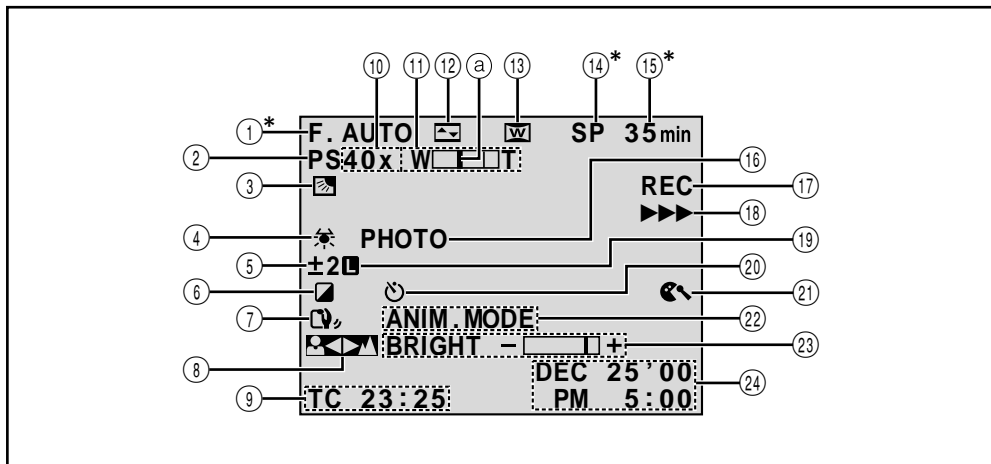 ⑩ ⑪ ⑫ ⓐ ⑬ ⑭* ⑮*
①* F. AUTO W SP 35min
② PS 40x W T
③ REC ⑯
⑰
⑱
④ PHOTO
⑤ ±2 L ⑲
⑥ ⑳
⑦ ANIM.MODE ㉑
㉒
⑧ BRIGHT − + ㉓
DEC 25'00
⑨ TC 23:25 PM 5:00 ㉔